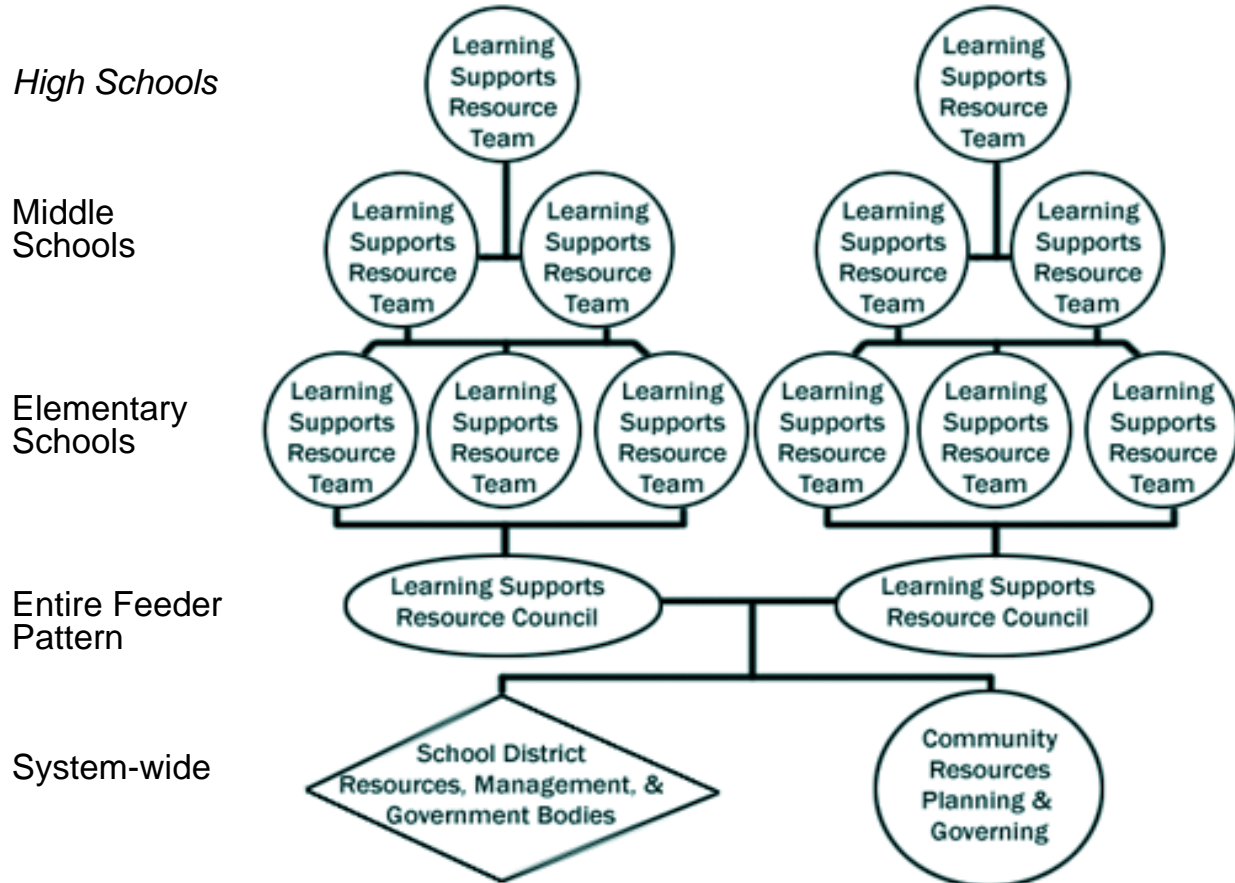 High Schools
Learning
Supports
Resource
Team
Learning
Supports
Resource
Team
Middle
Schools
Learning
Supports
Resource
Team
Learning
Supports
Resource
Team
Learning
Supports
Resource
Team
Learning
Supports
Resource
Team
Elementary
Schools
Learning
Supports
Resource
Team
Learning
Supports
Resource
Team
Learning
Supports
Resource
Team
Learning
Supports
Resource
Team
Learning
Supports
Resource
Team
Learning
Supports
Resource
Team
Entire Feeder
Pattern
Learning Supports
Resource Council
Learning Supports
Resource Council
System-wide
School District
Resources, Management, &
Government Bodies
Community
Resources
Planning &
Governing